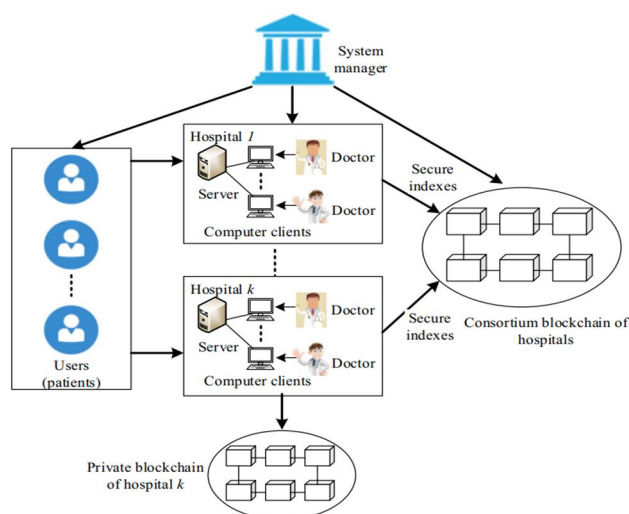 System
manager
Hospital 1
Doctor
Server
Doctor
Computer clients
Secure
indexes
Hospital k
Doctor
Server
Doctor
Computer clients
Secure
indexes
Consortium blockchain of
hospitals
Users
(patients)
Private blockchain
of hospital k